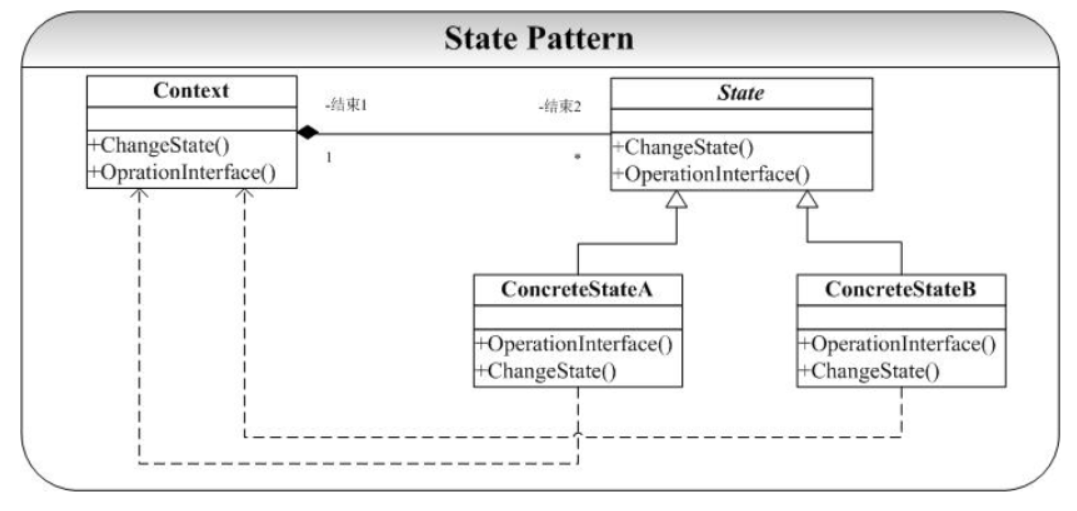 State Pattern
Context
-结束1
-结束2
State
+ChangeState()
+OprationInterface()
1
*
+ChangeState()
+OperationInterface()
ConcreteStateA
ConcreteStateB
+OperationInterface()
+ChangeState()
+OperationInterface()
+ChangeState()